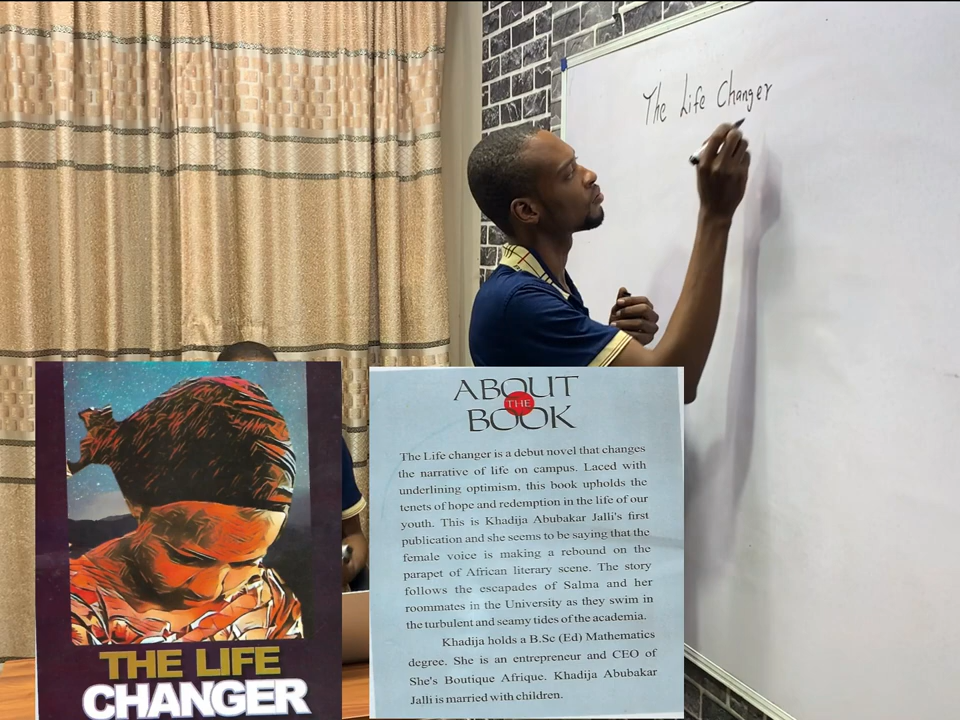 The Life Changer
THE LIFE
CHANGER
ABOUT
THE
BOOK
The Life changer is a debut novel that changes
the narrative of life on campus. Laced with
underlining optimism, this book upholds the
tenets of hope and redemption in the life of our
youth. This is Khadija Abubakar Jalli's first
publication and she seems to be saying that the
female voice is making a rebound on the
parapet of African literary scene. The story
follows the escapades of Salma and her
roommates in the University as they swim in
the turbulent and seamy tides of the academia.
Khadija holds a B.Sc (Ed) Mathematics
degree. She is an entrepreneur and CEO of
She's Boutique Afrique. Khadija Abubakar
Jalli is married with children.